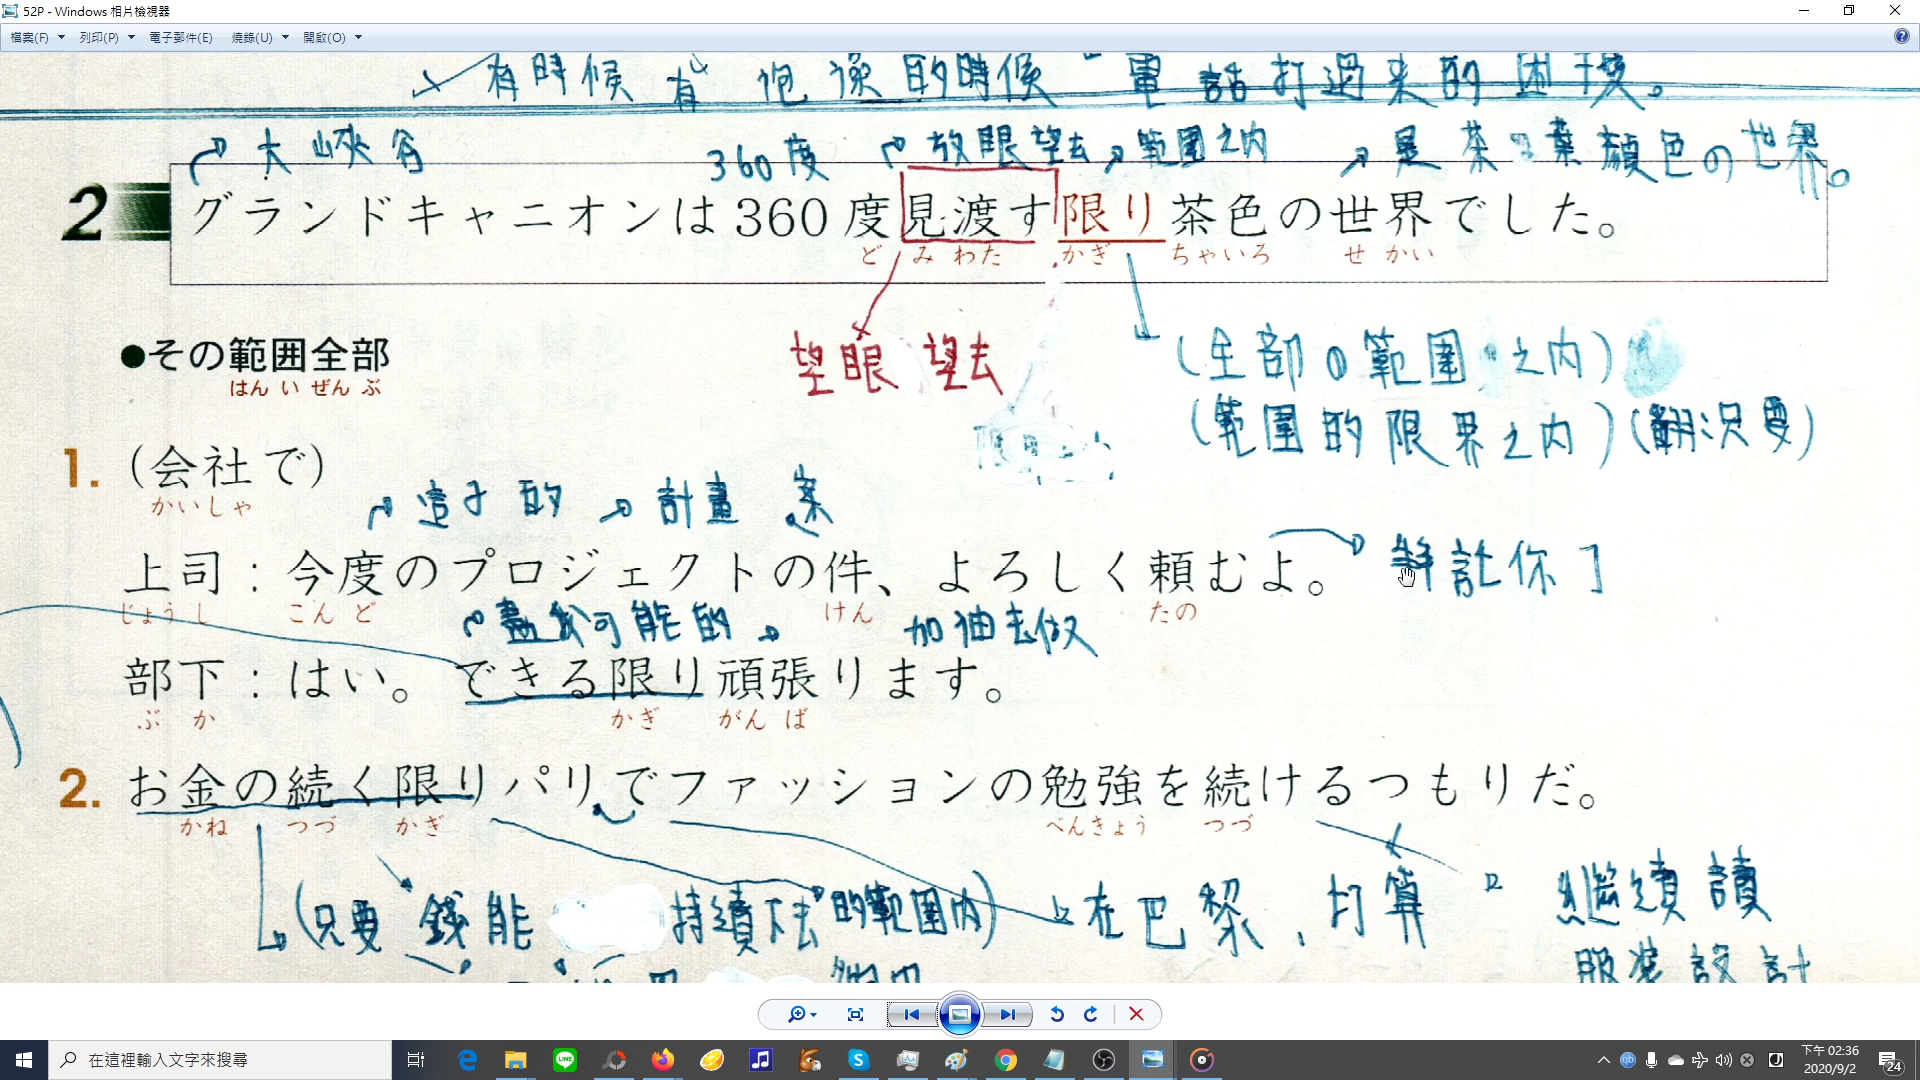 52P - Windows 相片檢視器
檔案(F) 列印(P) 電子郵件(E) 燒錄(U) 開啟(O)
有時候 有 的時候 電話打過来的困擾。
大峽谷 360度 放眼望去 範圍之内 是茶 葉顏色の世界。
2 グランドキャニオンは360度見渡す限り茶色の世界でした。
ど み わた かぎ ちゃいろ せ かい
望眼 望去
(全部の範圍 之内)
●その範囲全部
はん い ぜん ぶ
(範圍的限界之内)(翻:只要)
1. (会社で)
かいしゃ
這次的 計畫 案
上司：今度のプロジェクトの件、よろしく頼むよ。 拜託你
じょう し こん ど けん たの
盡我可能的 加油去做
部下：はい。できる限り頑張ります。
ぶ か かぎ がん ば
2. お金の続く限りパリでファッションの勉強を続けるつもりだ。
かね つづ かぎ べんきょう つづ
(只要 錢能 持續下去的範圍内) 在巴黎、打算 繼續讀
服裝設計
在這裡輸入文字來搜尋
下午 02:36
2020/9/2
24